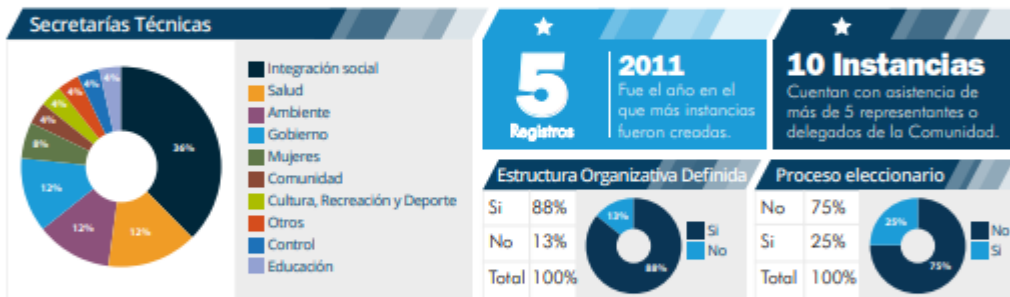 Secretarías Técnicas
36%
12%
12%
12%
8%
4%
4%
4%
4%
4%
Integración social
Salud
Ambiente
Gobierno
Mujeres
Comunidad
Cultura, Recreación y Deporte
Otros
Control
Educación
5
Registros
2011
Fue el año en el
que más instancias
fueron creadas.
10 Instancias
Cuentan con asistencia de
más de 5 representantes o
delegados de la Comunidad.
Estructura Organizativa Definida
Si 88%
No 13%
Total 100%
13%
88%
Si
No
Proceso eleccionario
No 75%
Si 25%
Total 100%
25%
75%
No
Si